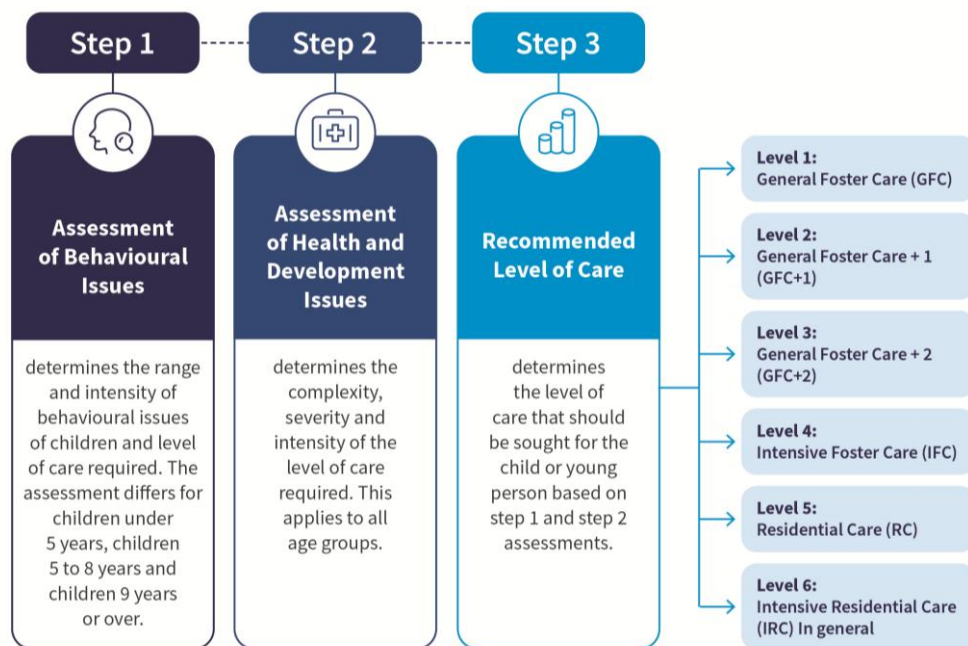 Step 1
Step 2
Step 3
Assessment
of Behavioural
Issues
determines the range
and intensity of
behavioural issues
of children and level
of care required. The
assessment differs for
children under
5 years, children
5 to 8 years and
children 9 years
or over.
Assessment
of Health and
Development
Issues
determines the
complexity,
severity and
intensity of the
level of care
required. This
applies to all
age groups.
Recommended
Level of Care
determines
the level of
care that should
be sought for the
child or young
person based on
step 1 and step 2
assessments.
Level 1:
General Foster Care (GFC)
Level 2:
General Foster Care + 1
(GFC+1)
Level 3:
General Foster Care + 2
(GFC+2)
Level 4:
Intensive Foster Care (IFC)
Level 5:
Residential Care (RC)
Level 6:
Intensive Residential Care
(IRC) In general